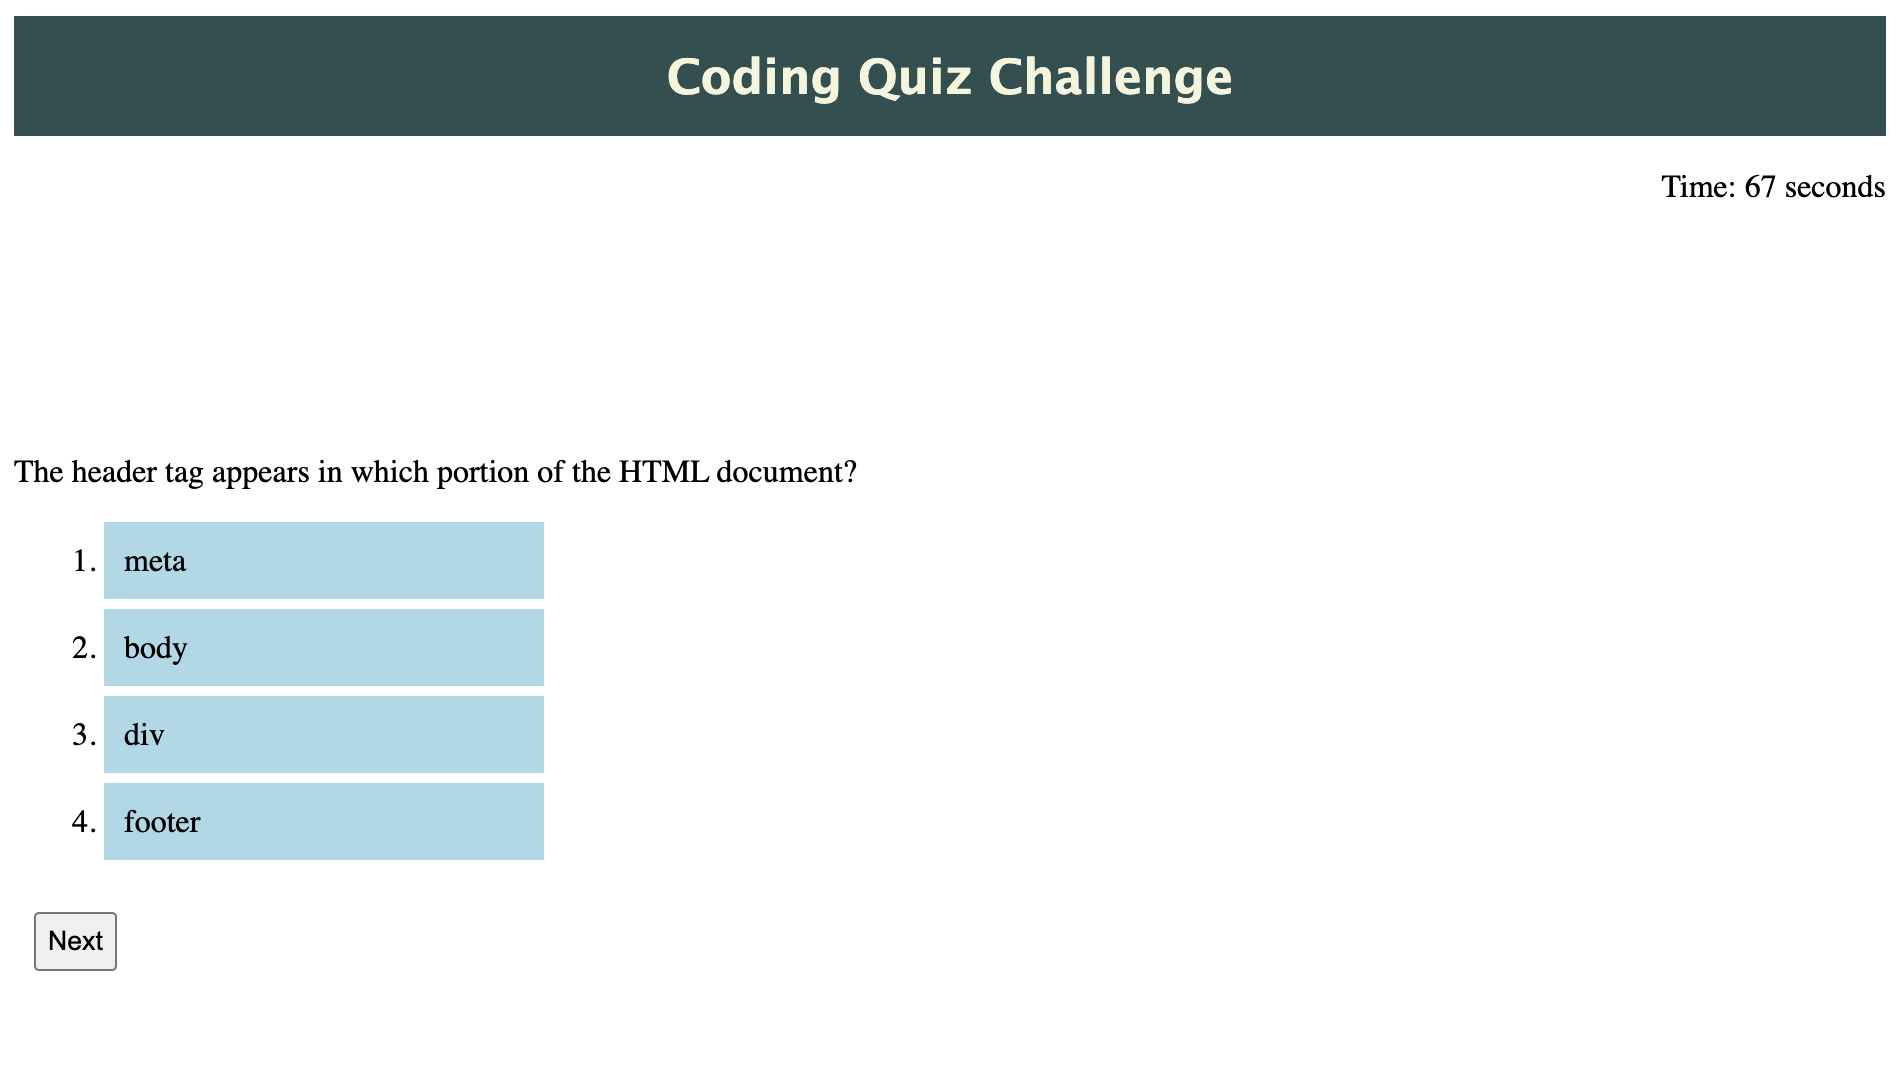 Coding Quiz Challenge
Time: 67 seconds
The header tag appears in which portion of the HTML document?
1. meta
2. body
3. div
4. footer
Next